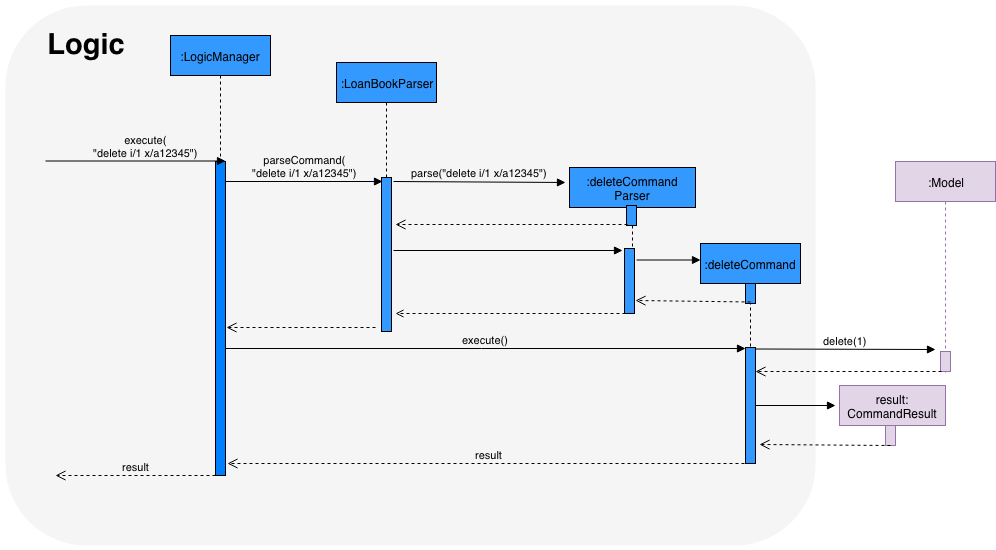 Logic
:LogicManager
:LoanBookParser
execute(
"delete i/1 x/a12345")
parseCommand(
"delete i/1 x/a12345")
parse("delete i/1 x/a12345")
:deleteCommand
Parser
:Model
:deleteCommand
execute()
delete(1)
result:
CommandResult
result
result